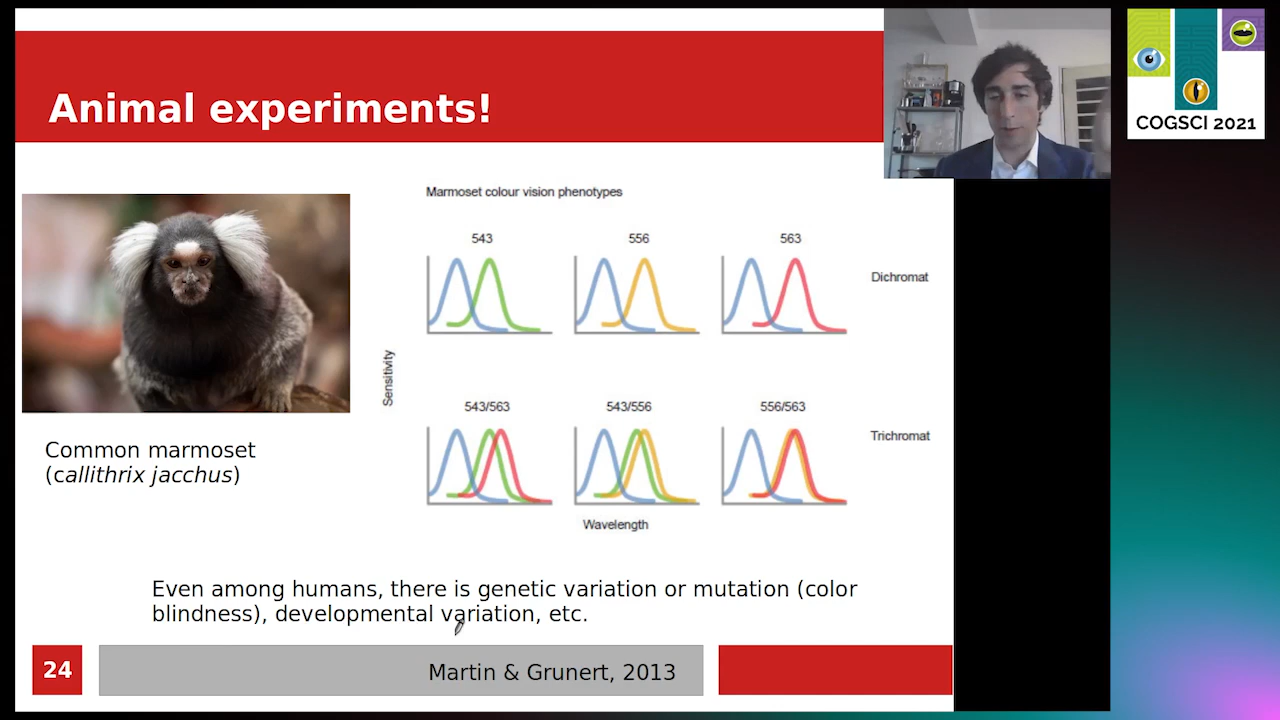 Animal experiments!
COGSCI 2021
Marmoset colour vision phenotypes
543
556
563
Dichromat
Sensitivity
543/563
543/556
556/563
Trichromat
Wavelength
Common marmoset
(callithrix jacchus)
Even among humans, there is genetic variation or mutation (color
blindness), developmental variation, etc.
24
Martin & Grunert, 2013